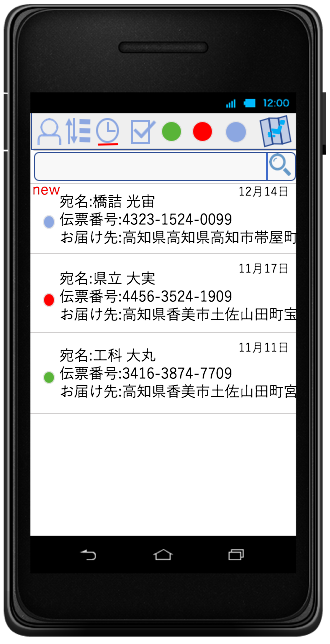 12:00
new
12月14日
宛名:橋詰 光宙
伝票番号:4323-1524-0099
お届け先:高知県高知県高知市帯屋町
11月17日
宛名:県立 大実
伝票番号:4456-3524-1909
お届け先:高知県香美市土佐山田町宝
11月11日
宛名:工科 大丸
伝票番号:3416-3874-7709
お届け先:高知県香美市土佐山田町宮